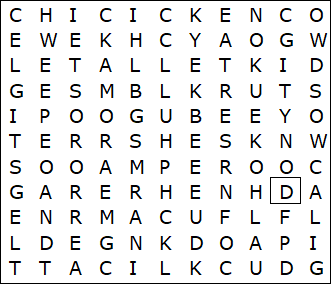 C H I C I C K E N C O
E W E K H C Y A O G W
L E T A L L E T K I D
G E S M B L K R U T S
I P O O G U B E E Y O
T E R R S H E S K N W
S O O A M P E R O O C
G A R E R H E N H D A
E N R M A C U F L F L
L D E G N K D O A P I
T T A C I L K C U D G